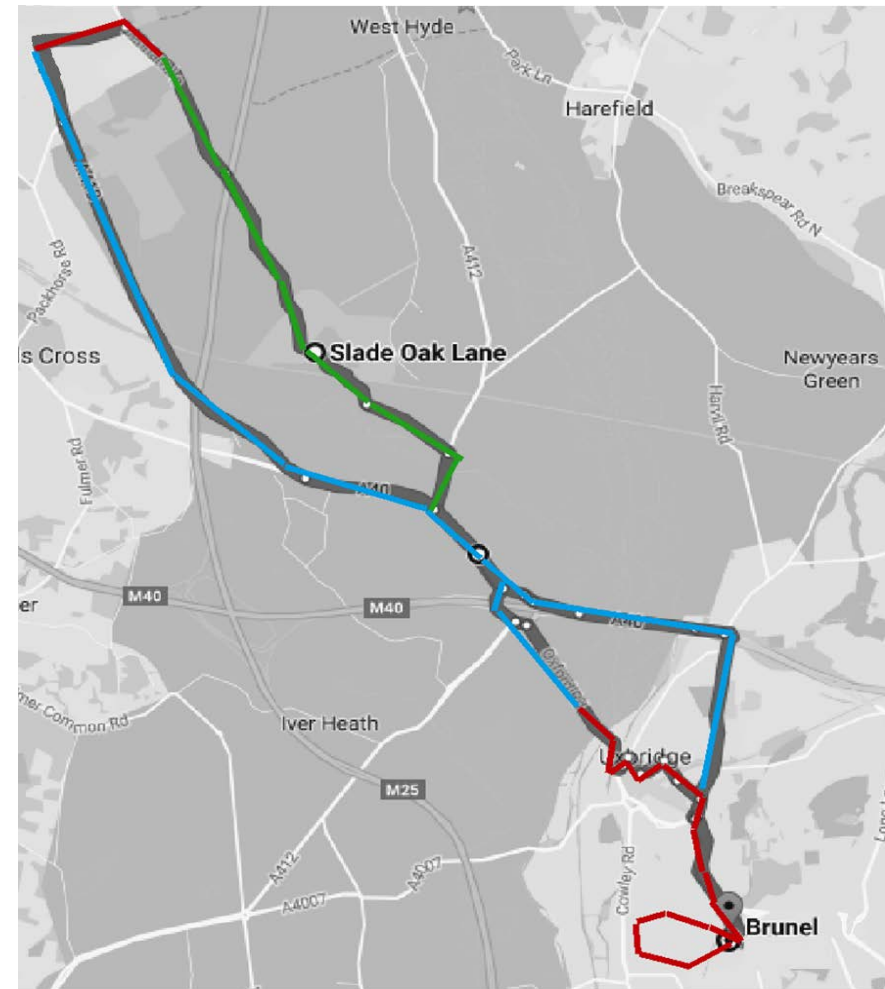 West Hyde
Park Ln
Harefield
Breakspear Rd N
A412
Packhorse Rd
ls Cross
Slade Oak Lane
Newyears
Green
Harvil Rd
Fulmer Rd
A40
M40
er
M40
A40
Oxford
mer Common Rd
Iver Heath
Uxbridge
M25
A412
A4007
A4007
Cowley Rd
Long L
Brunel